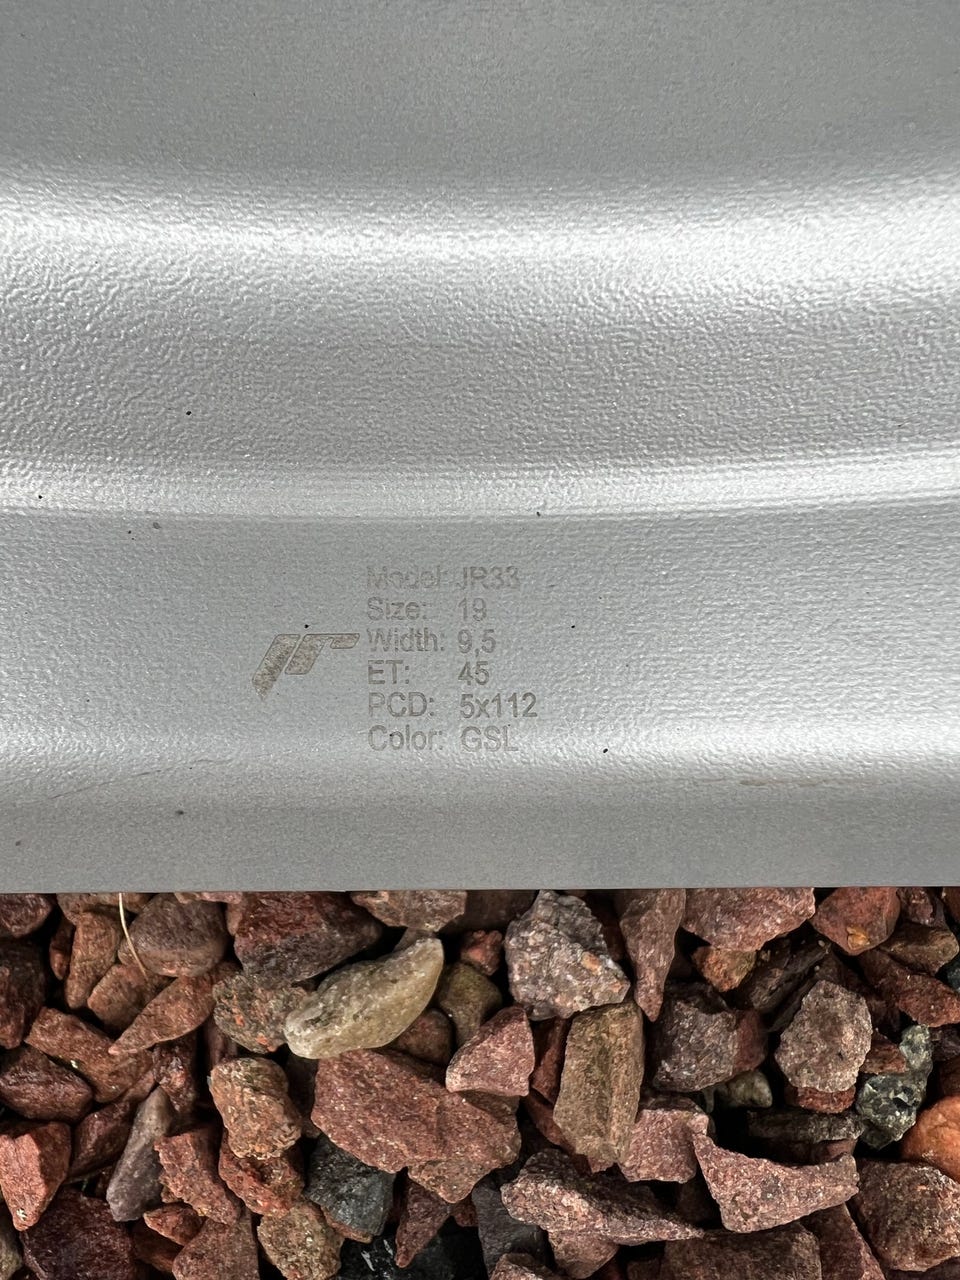 Model: JR33
Size: 19
Width: 9,5
ET: 45
PCD: 5x112
Color: GSL